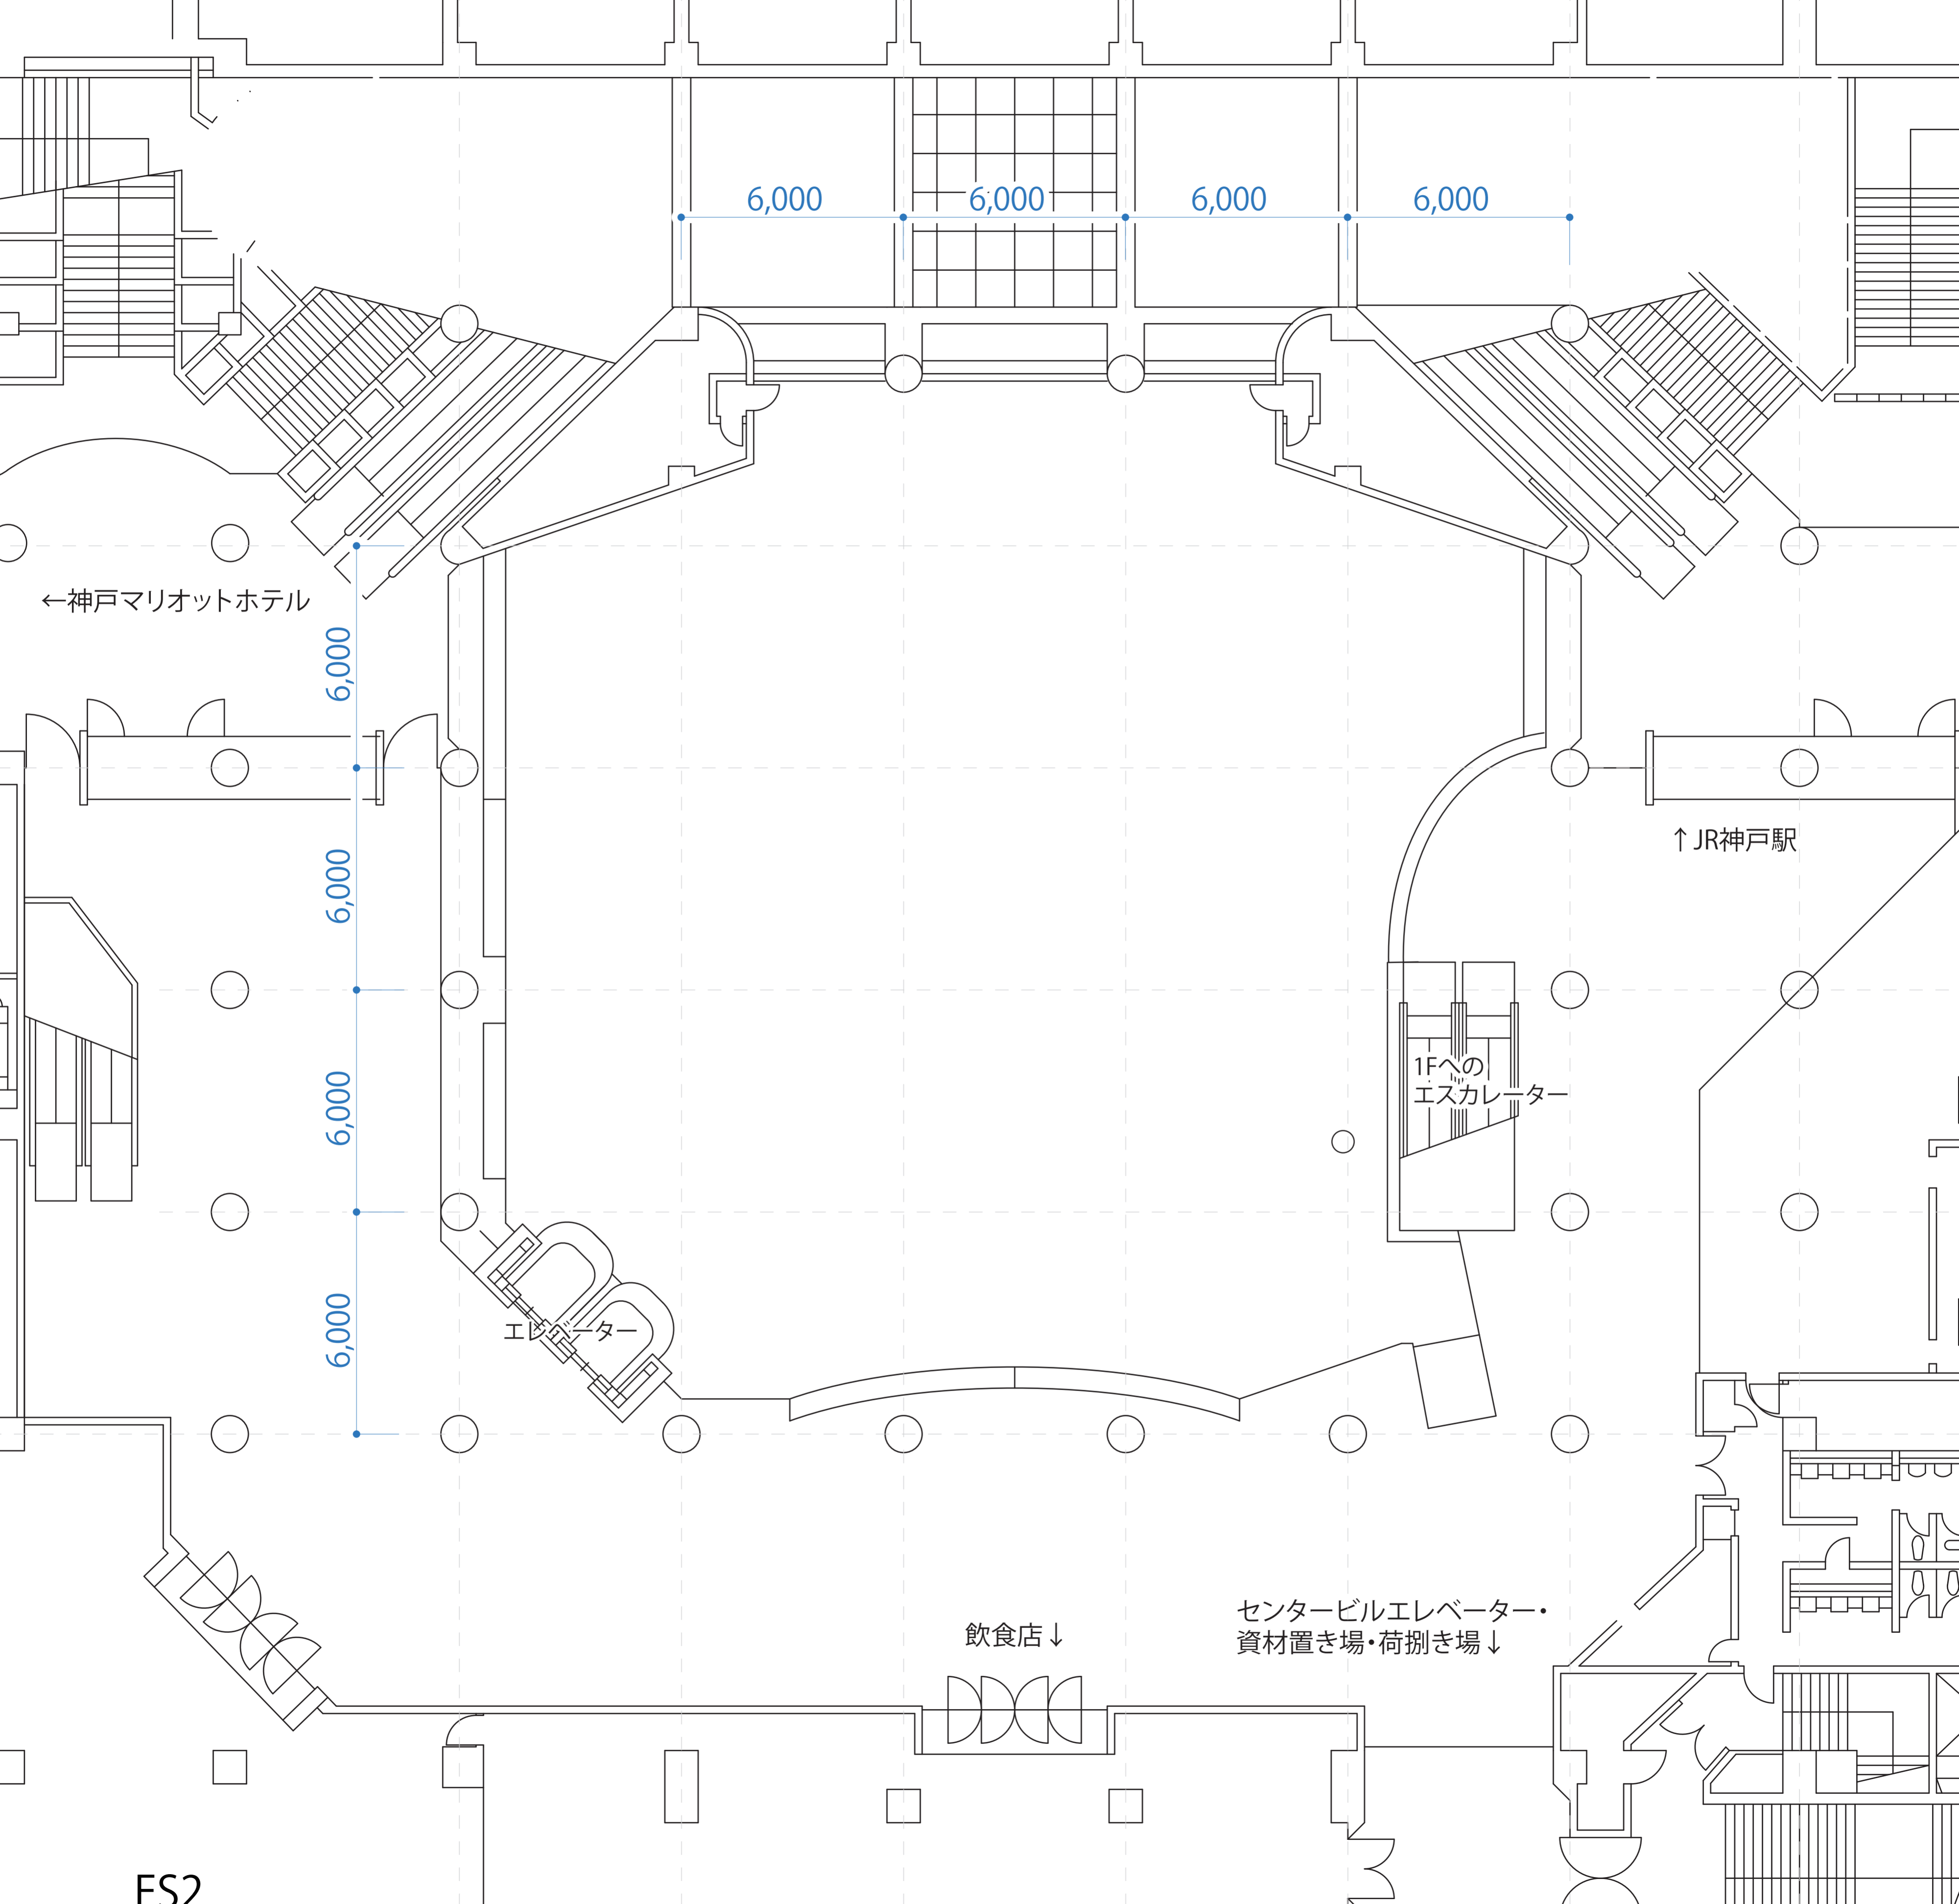 6,000
6,000
6,000
6,000
←神戸マリオットホテル
6,000
6,000
6,000
6,000
↑JR神戸駅
1Fへの
エスカレーター
エレベーター
飲食店↓
センタービルエレベーター・
資材置き場・荷捌き場↓
ES2